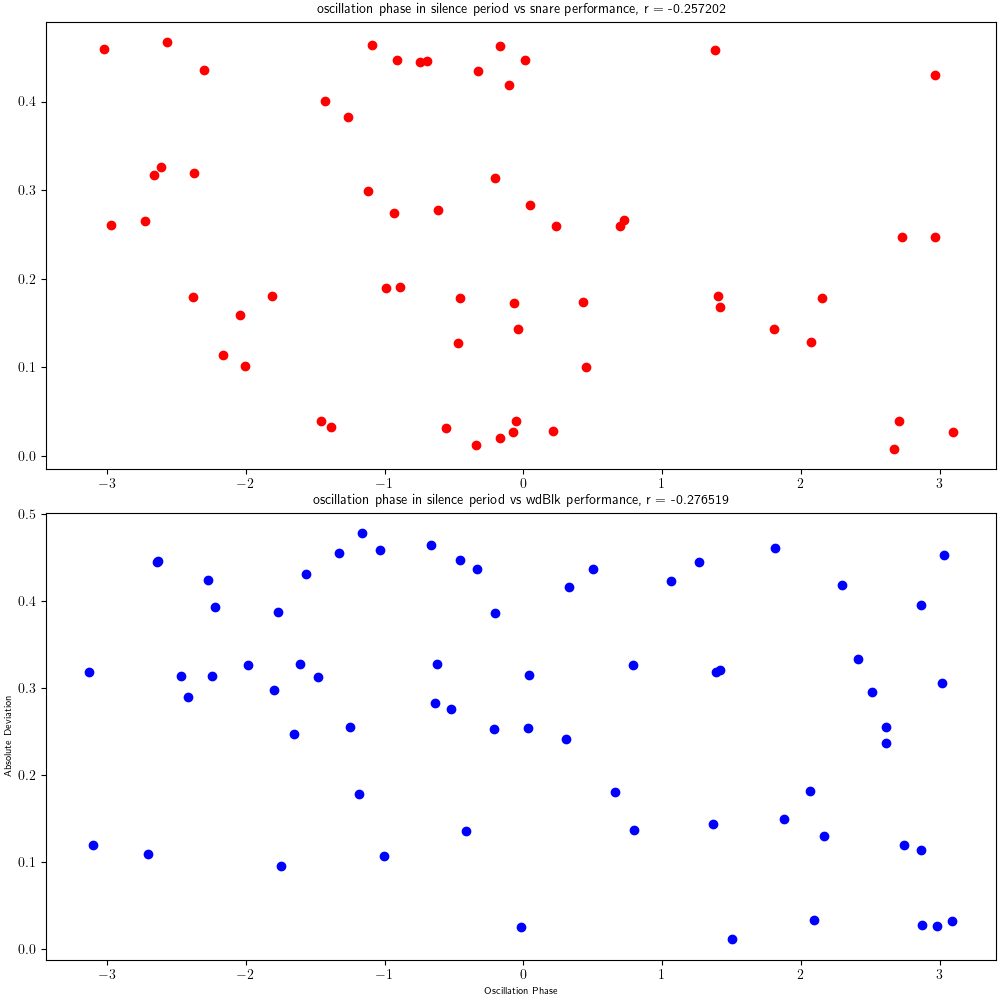 oscillation phase in silence period vs snare performance, r = -0.257202
0.4
0.3
0.2
0.1
0.0
−3 −2 −1 0 1 2 3
oscillation phase in silence period vs wdBlk performance, r = -0.276519
0.5
0.4
0.3
0.2
0.1
0.0
Absolute Deviation
−3 −2 −1 0 1 2 3
Oscillation Phase